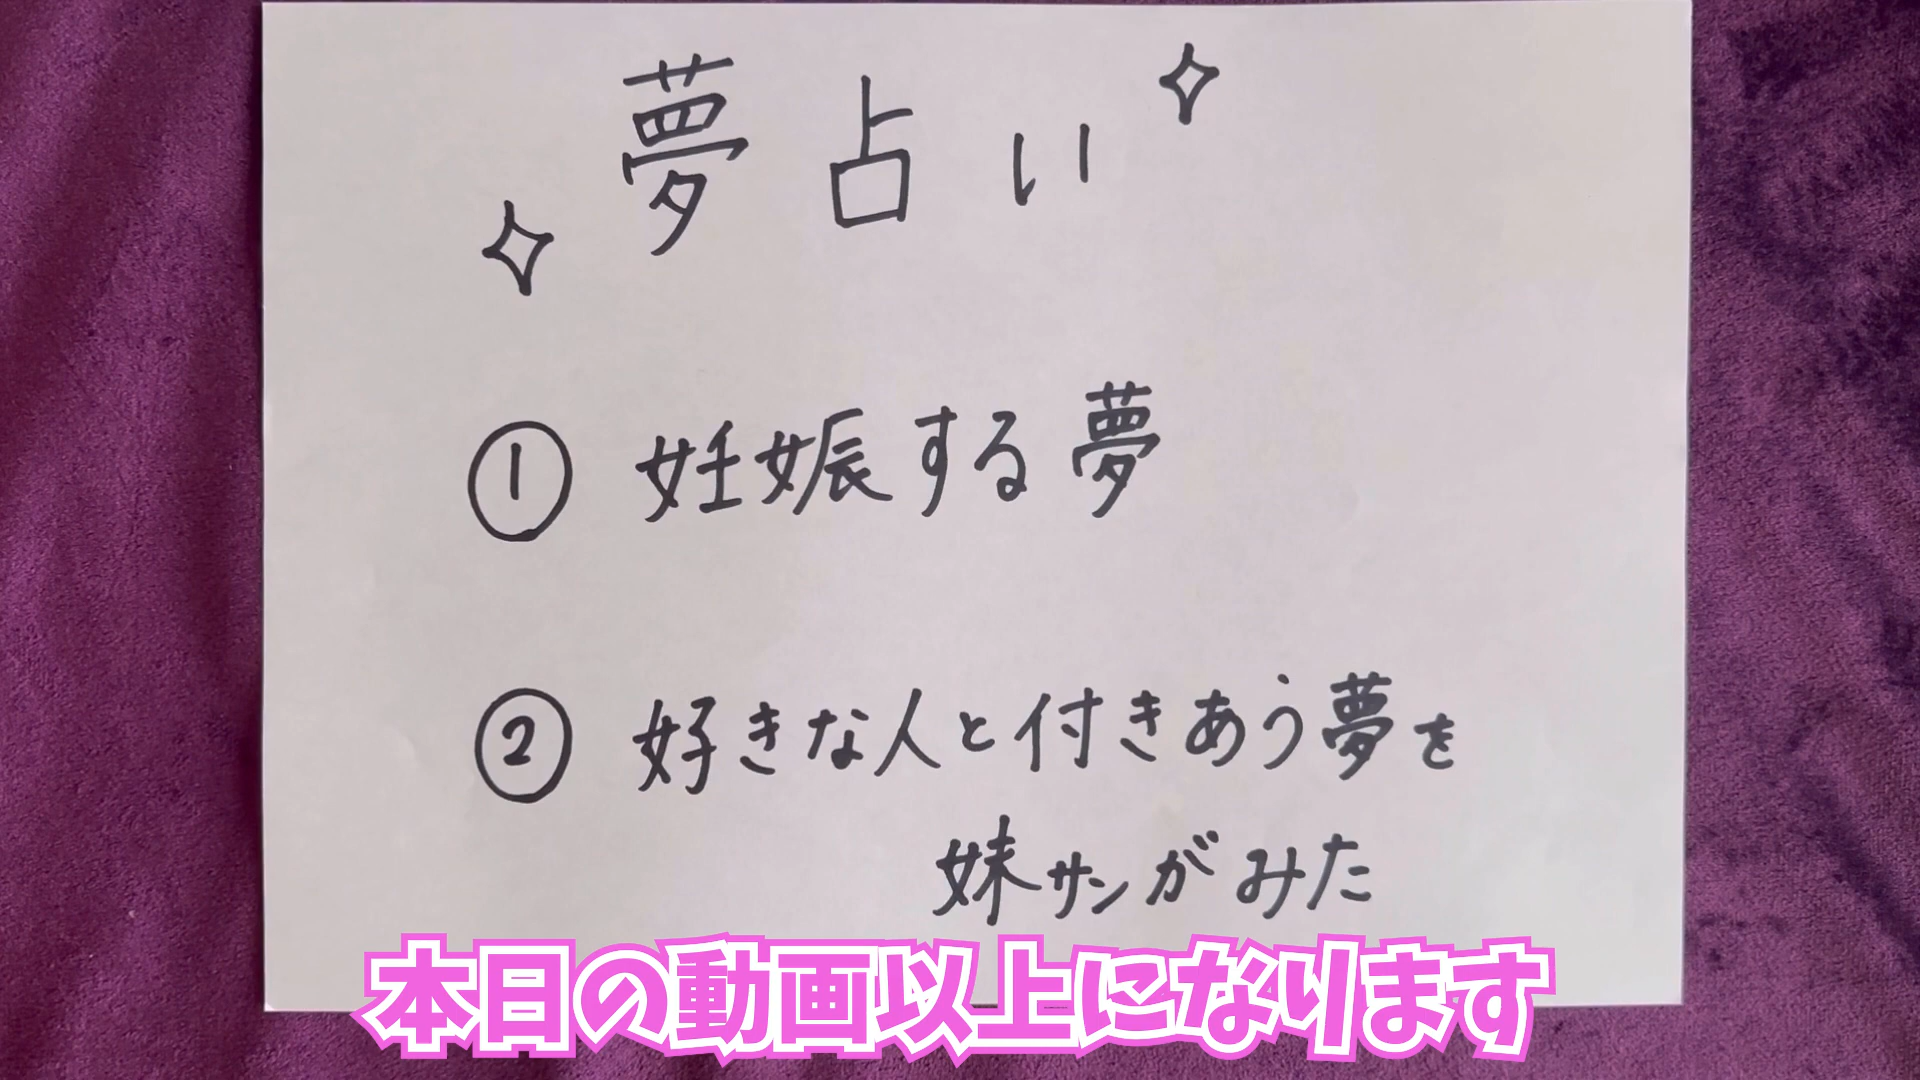 夢占い
① 妊娠する夢
② 好きな人と付きあう夢を
妹サンがみた
本日の動画以上になります